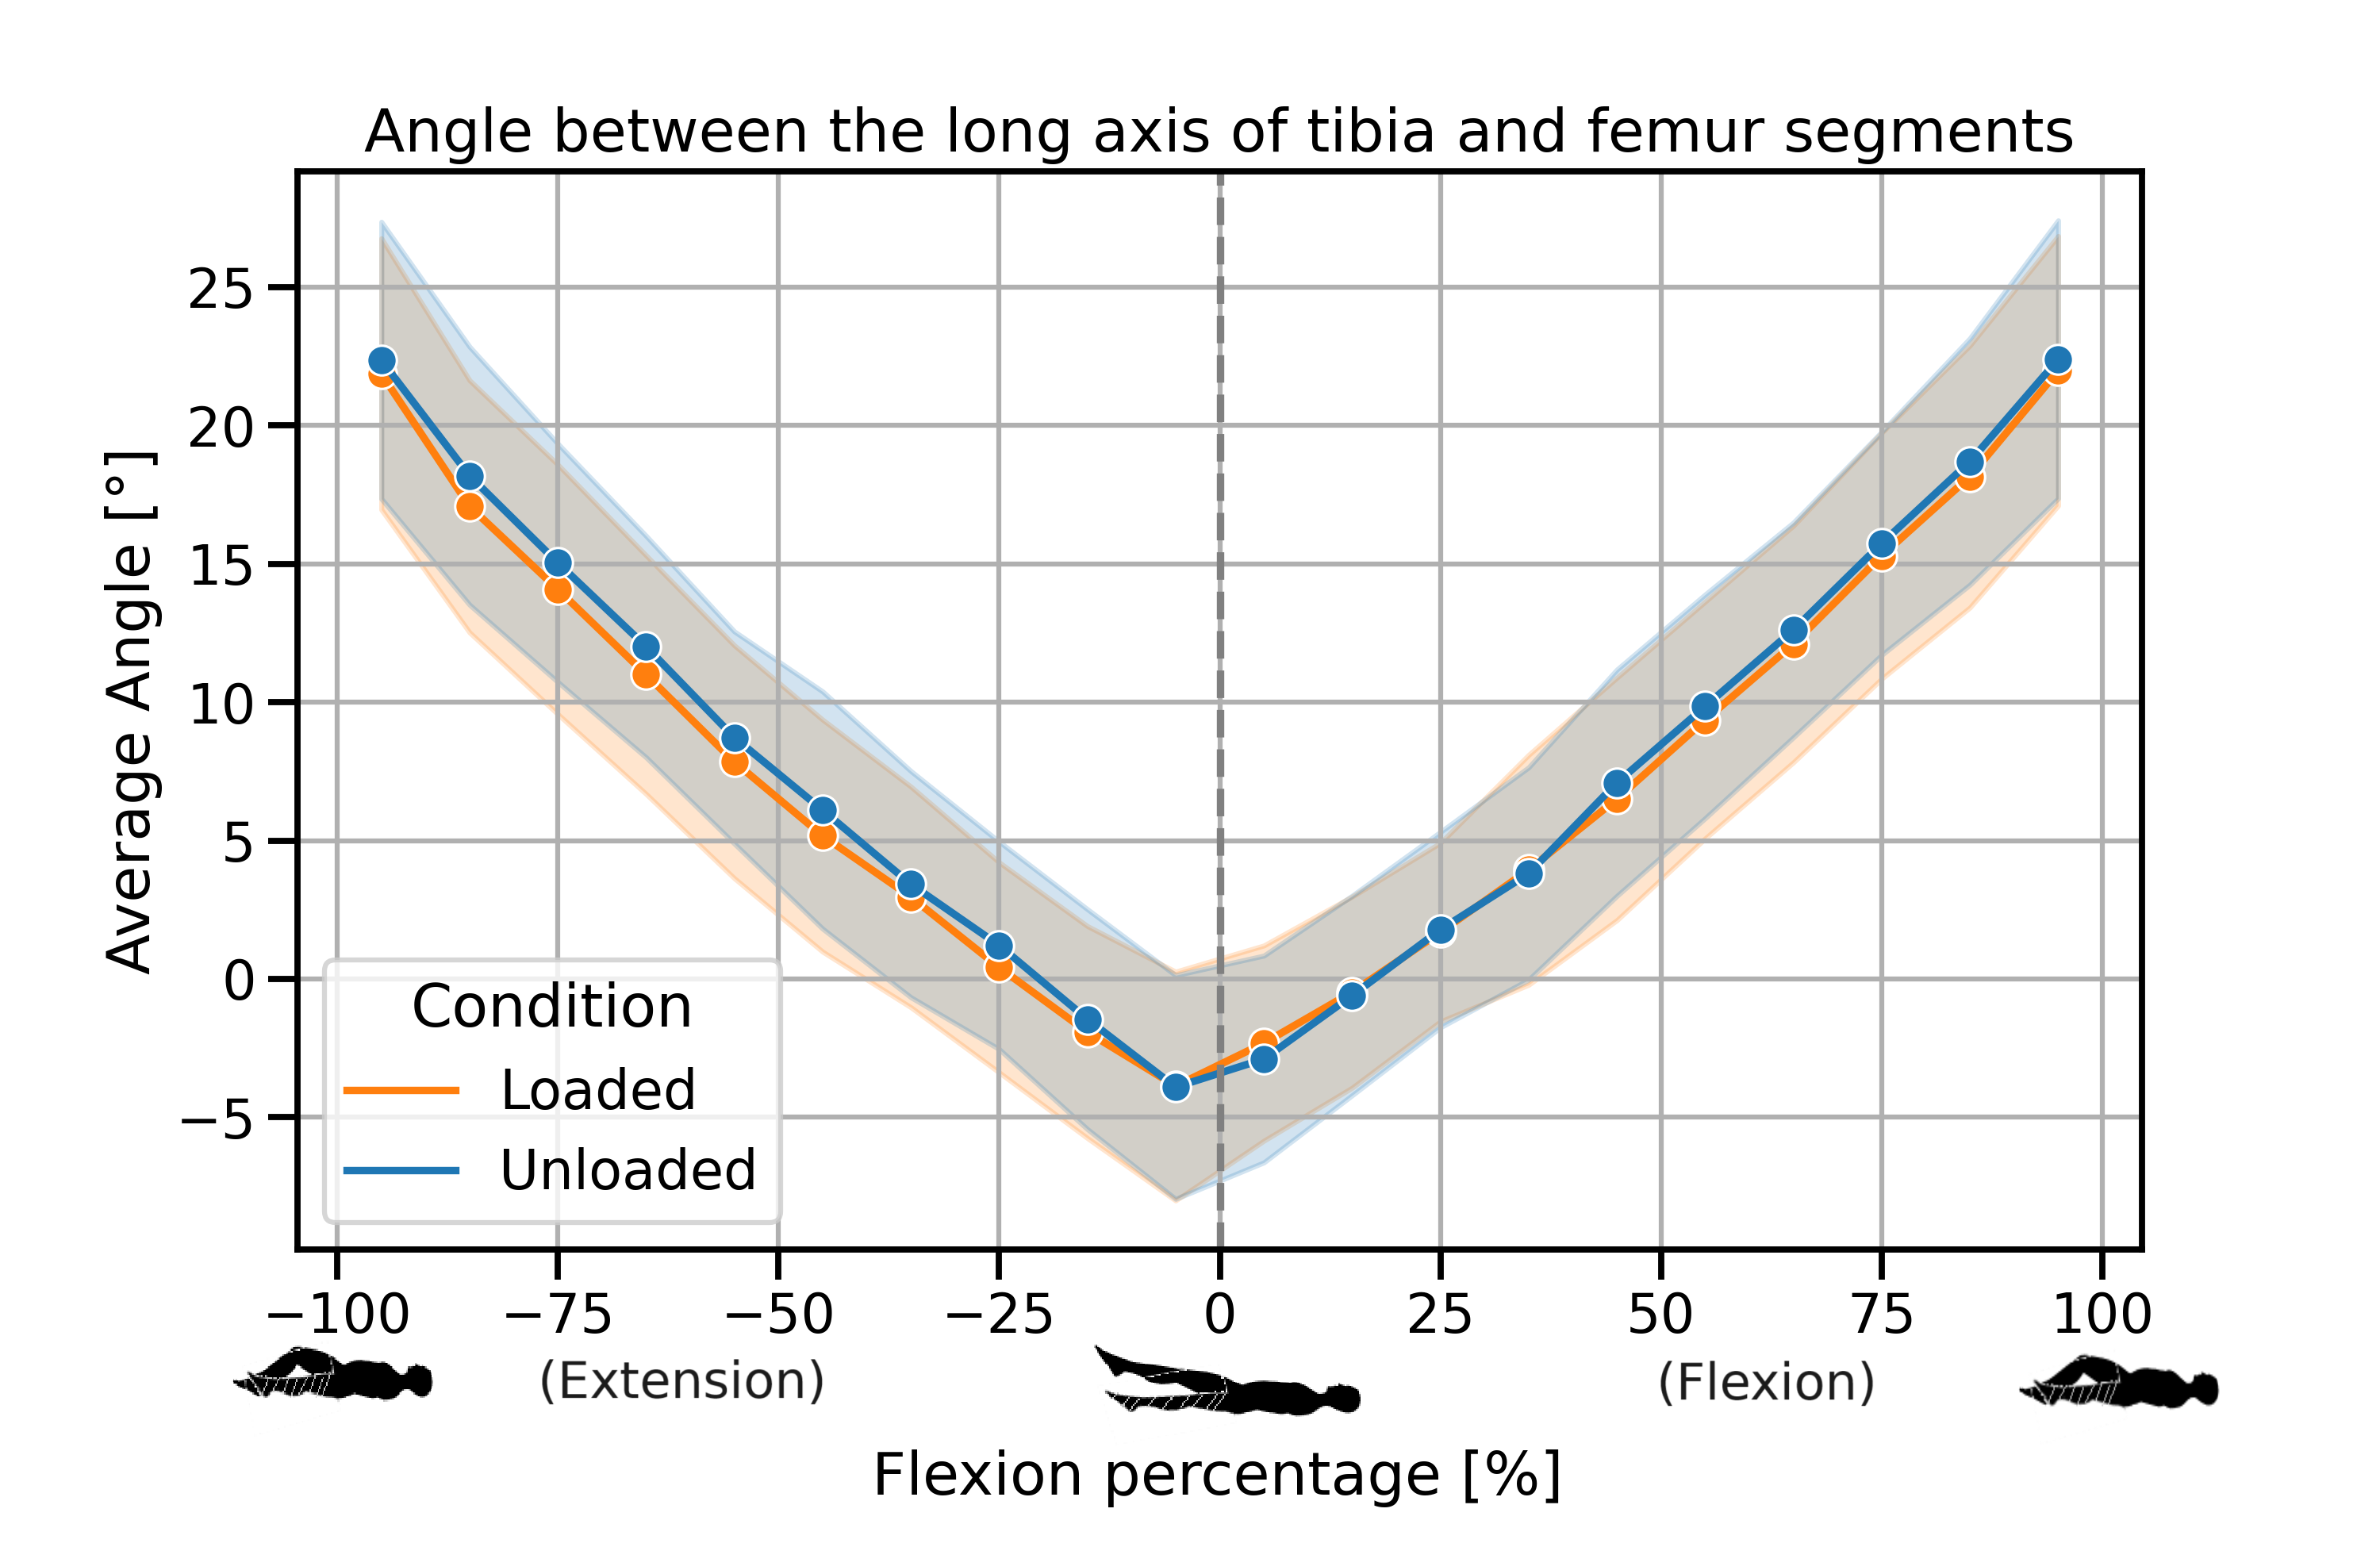 Angle between the long axis of tibia and femur segments
Average Angle [°]
25
20
15
10
5
0
−5
Condition
Loaded
Unloaded
−100 −75 −50 −25 0 25 50 75 100
(Extension) (Flexion)
Flexion percentage [%]